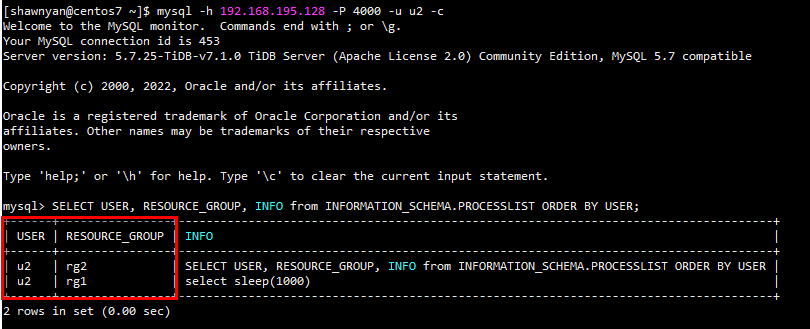 [shawnyan@centos7 ~]$ mysql -h 192.168.195.128 -P 4000 -u u2 -c
Welcome to the MySQL monitor.  Commands end with ; or \g.
Your MySQL connection id is 453
Server version: 5.7.25-TiDB-v7.1.0 TiDB Server (Apache License 2.0) Community Edition, MySQL 5.7 compatible
Copyright (c) 2000, 2022, Oracle and/or its affiliates.
Oracle is a registered trademark of Oracle Corporation and/or its
affiliates. Other names may be trademarks of their respective
owners.
Type 'help;' or '\h' for help. Type '\c' to clear the current input statement.
mysql> SELECT USER, RESOURCE_GROUP, INFO from INFORMATION_SCHEMA.PROCESSLIST ORDER BY USER;
+------+----------------+---------------------------------------------------------------------------------+
| USER | RESOURCE_GROUP | INFO                                                                            |
+------+----------------+---------------------------------------------------------------------------------+
| u2   | rg2            | SELECT USER, RESOURCE_GROUP, INFO from INFORMATION_SCHEMA.PROCESSLIST ORDER BY USER |
| u2   | rg1            | select sleep(1000)                                                              |
+------+----------------+---------------------------------------------------------------------------------+
2 rows in set (0.00 sec)